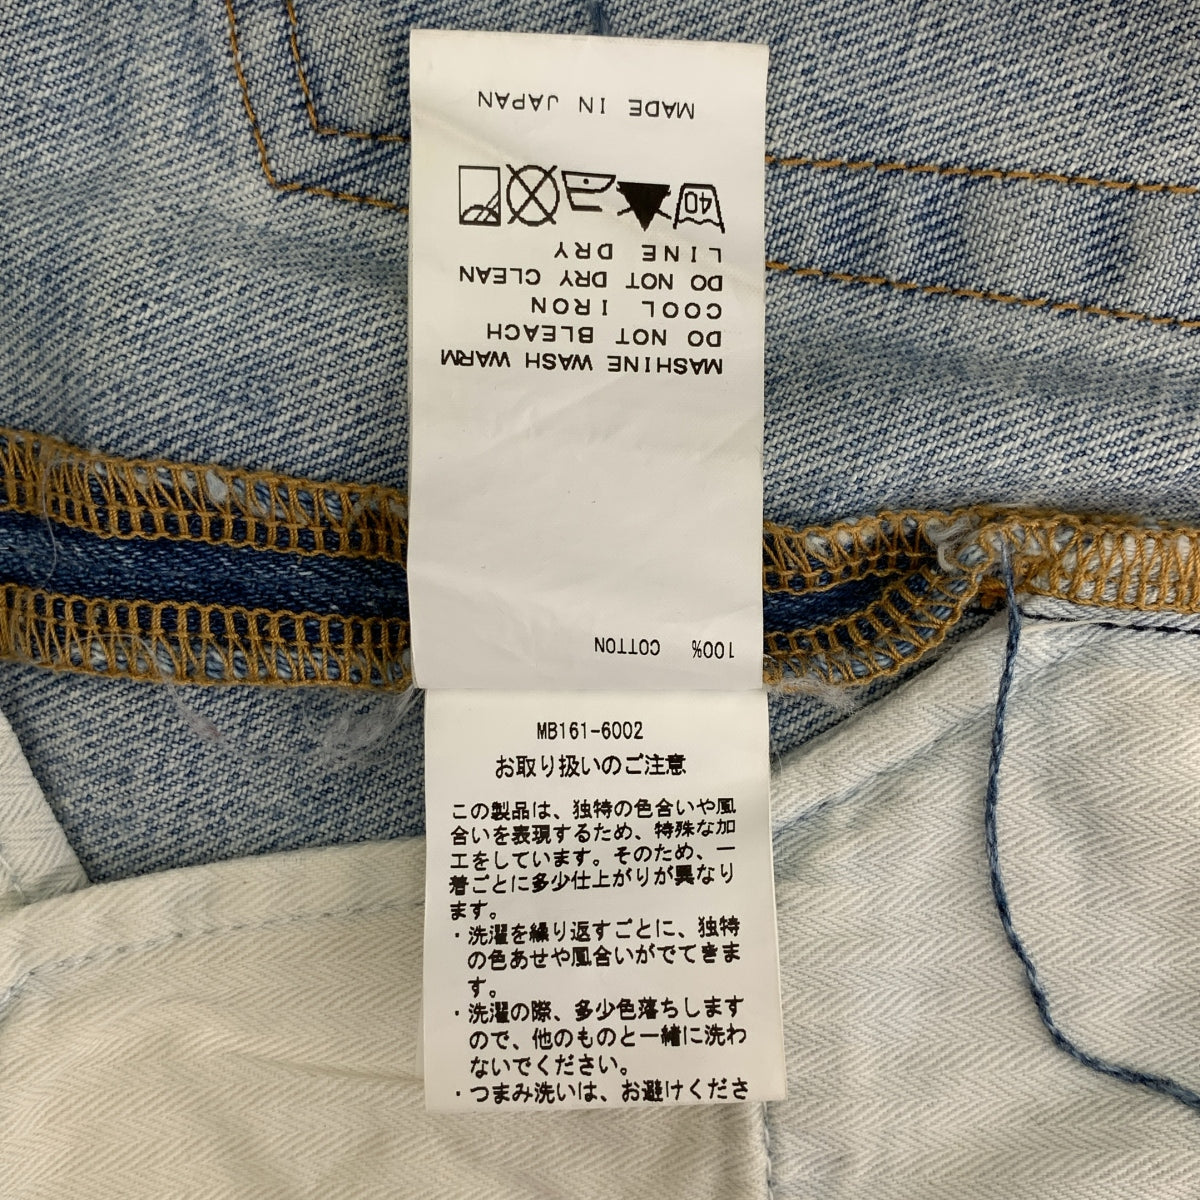 100% COTTON
MASHINE WASH WARM
DO NOT BLEACH
COOL IRON
DO NOT DRY CLEAN
LINE DRY
40
MADE IN JAPAN
MB161-6002
お取り扱いのご注意
この製品は、独特の色合いや風
合いを表現するため、特殊な加
工をしています。そのため、一
着ごとに多少仕上がりが異なり
ます。
・洗濯を繰り返すごとに、独特
の色あせや風合いがでてきま
す。
・洗濯の際、多少色落ちします
ので、他のものと一緒に洗わ
ないでください。
・つまみ洗いは、お避けくださ